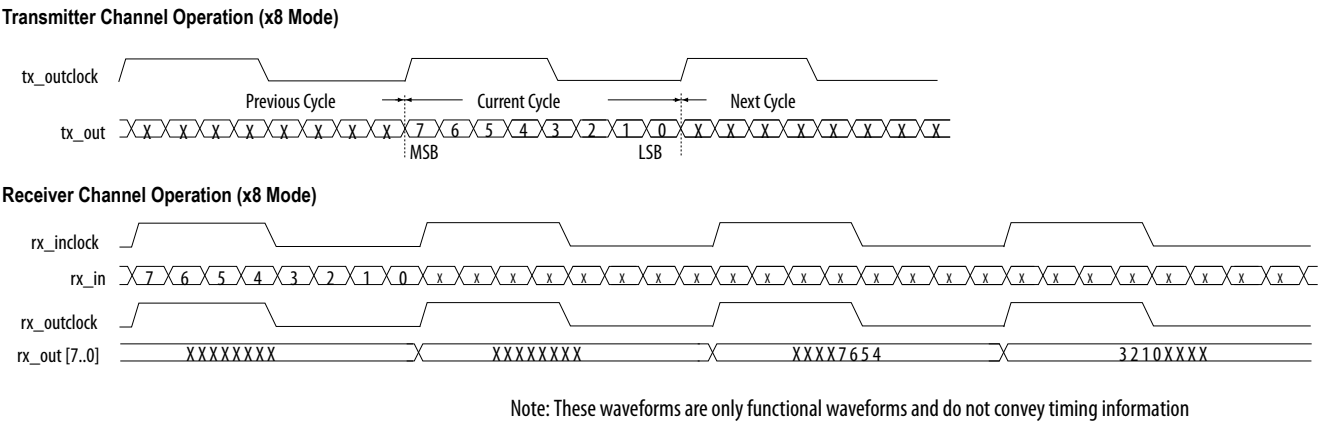 Transmitter Channel Operation (x8 Mode)
tx_outclock
Previous Cycle Current Cycle Next Cycle
tx_out X X X X X X X X 7 6 5 4 3 2 1 0 X X X X X X X X
MSB LSB
Receiver Channel Operation (x8 Mode)
rx_inclock
rx_in 7 6 5 4 3 2 1 0 x x x x x x x x x x x x x x x x x x x x x x x x
rx_outclock
rx_out [7..0] XXXXXXXX XXXXXXXX XXXX7654 3210XXXX
Note: These waveforms are only functional waveforms and do not convey timing information